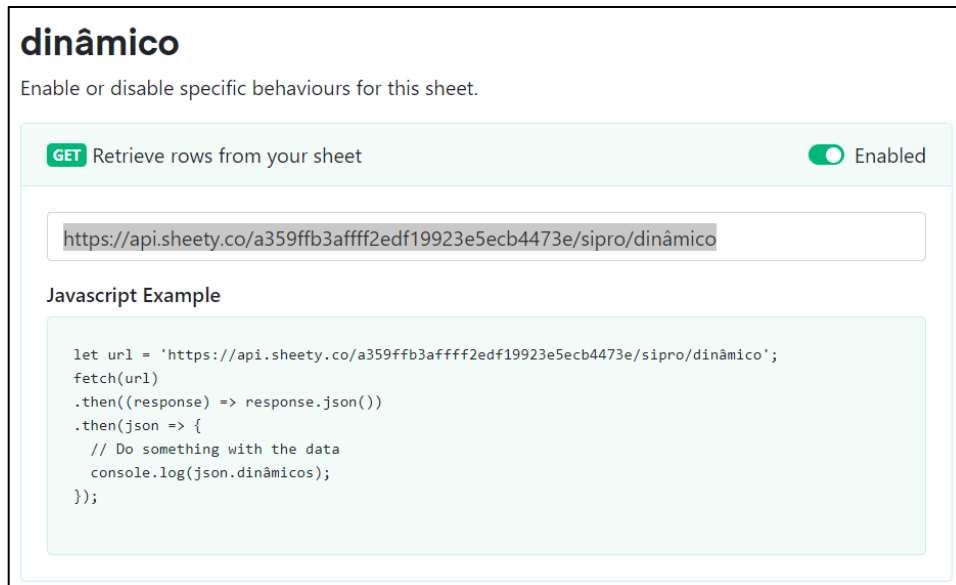 dinâmico
Enable or disable specific behaviours for this sheet.
GET Retrieve rows from your sheet Enabled
https://api.sheety.co/a359ffb3affff2edf19923e5ecb4473e/sipro/dinâmico
Javascript Example
let url = 'https://api.sheety.co/a359ffb3affff2edf19923e5ecb4473e/sipro/dinâmico';
fetch(url)
.then((response) => response.json())
.then(json => {
  // Do something with the data
  console.log(json.dinâmicos);
});